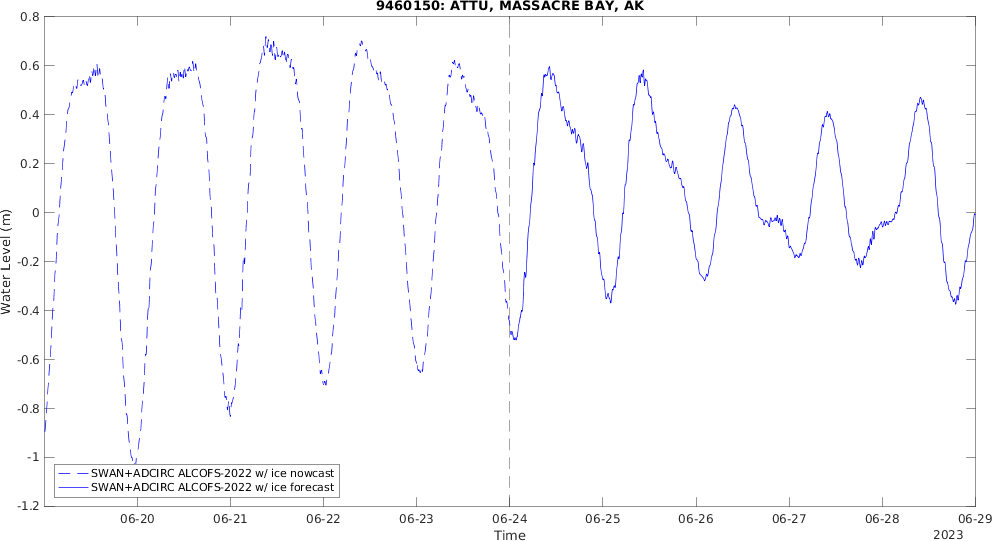 9460150: ATTU, MASSACRE BAY, AK
Water Level (m)
0.8
0.6
0.4
0.2
0
-0.2
-0.4
-0.6
-0.8
-1
-1.2
SWAN+ADCIRC ALCOFS-2022 w/ ice nowcast
SWAN+ADCIRC ALCOFS-2022 w/ ice forecast
06-20 06-21 06-22 06-23 06-24 06-25 06-26 06-27 06-28 06-29
Time
2023